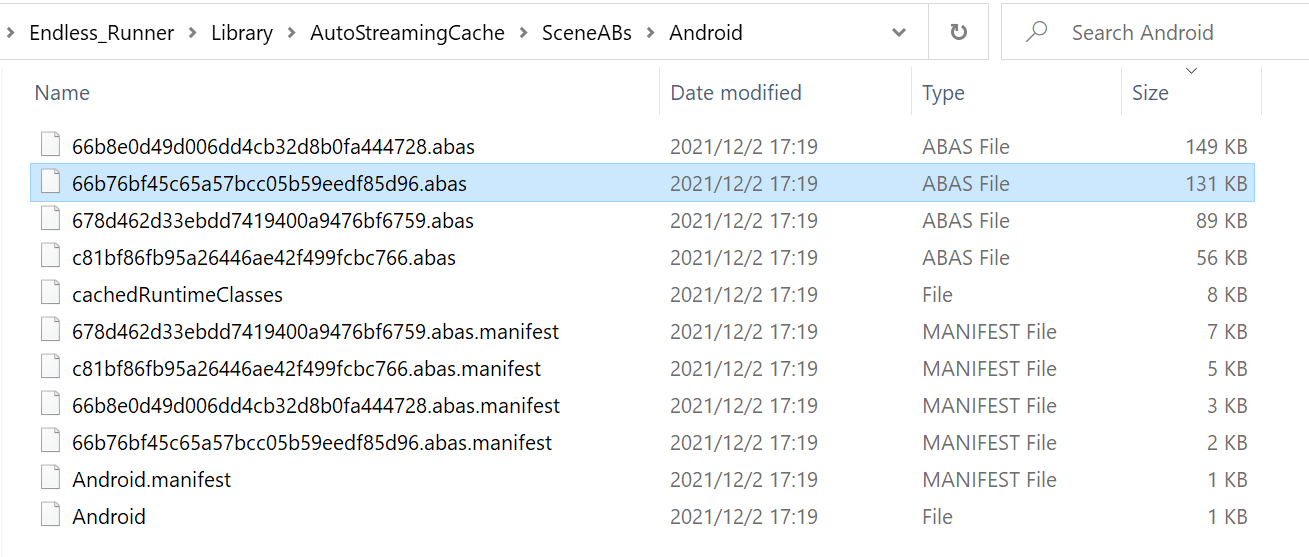 Endless_Runner > Library > AutoStreamingCache > SceneABs > Android Search Android
Name Date modified Type Size
66b8e0d49d006dd4cb32d8b0fa444728.abas 2021/12/2 17:19 ABAS File 149 KB
66b76bf45c65a57bcc05b59eedf85d96.abas 2021/12/2 17:19 ABAS File 131 KB
678d462d33ebdd7419400a9476bf6759.abas 2021/12/2 17:19 ABAS File 89 KB
c81bf86fb95a26446ae42f499fcbc766.abas 2021/12/2 17:19 ABAS File 56 KB
cachedRuntimeClasses 2021/12/2 17:19 File 8 KB
678d462d33ebdd7419400a9476bf6759.abas.manifest 2021/12/2 17:19 MANIFEST File 7 KB
c81bf86fb95a26446ae42f499fcbc766.abas.manifest 2021/12/2 17:19 MANIFEST File 5 KB
66b8e0d49d006dd4cb32d8b0fa444728.abas.manifest 2021/12/2 17:19 MANIFEST File 3 KB
66b76bf45c65a57bcc05b59eedf85d96.abas.manifest 2021/12/2 17:19 MANIFEST File 2 KB
Android.manifest 2021/12/2 17:19 MANIFEST File 1 KB
Android 2021/12/2 17:19 File 1 KB